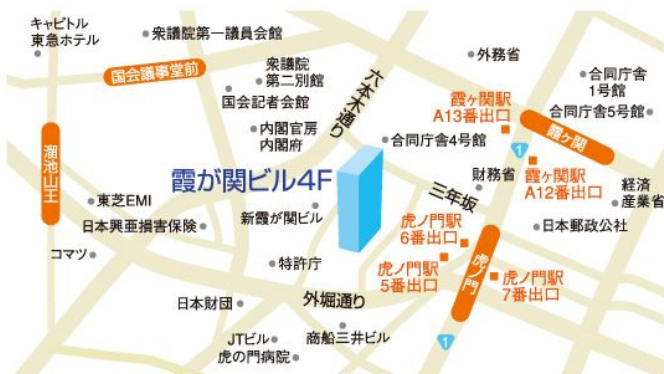 キャピトル
東急ホテル
衆議院第一議員会館
国会議事堂前
衆議院
第二別館
国会記者会館
内閣官房
内閣府
六本木通り
外務省
合同庁舎
1号館
合同庁舎5号館
霞ヶ関駅
A13番出口
霞ヶ関
1
合同庁舎4号館
霞ヶ関駅
A12番出口
財務省
経済
産業省
溜池山王
霞が関ビル4F
三年坂
東芝EMI
新霞が関ビル
日本興亜損害保険
虎ノ門駅
6番出口
日本郵政公社
コマツ
特許庁
虎ノ門駅
5番出口
虎ノ門
虎ノ門駅
7番出口
日本財団
外堀通り
JTビル
虎の門病院
商船三井ビル
1